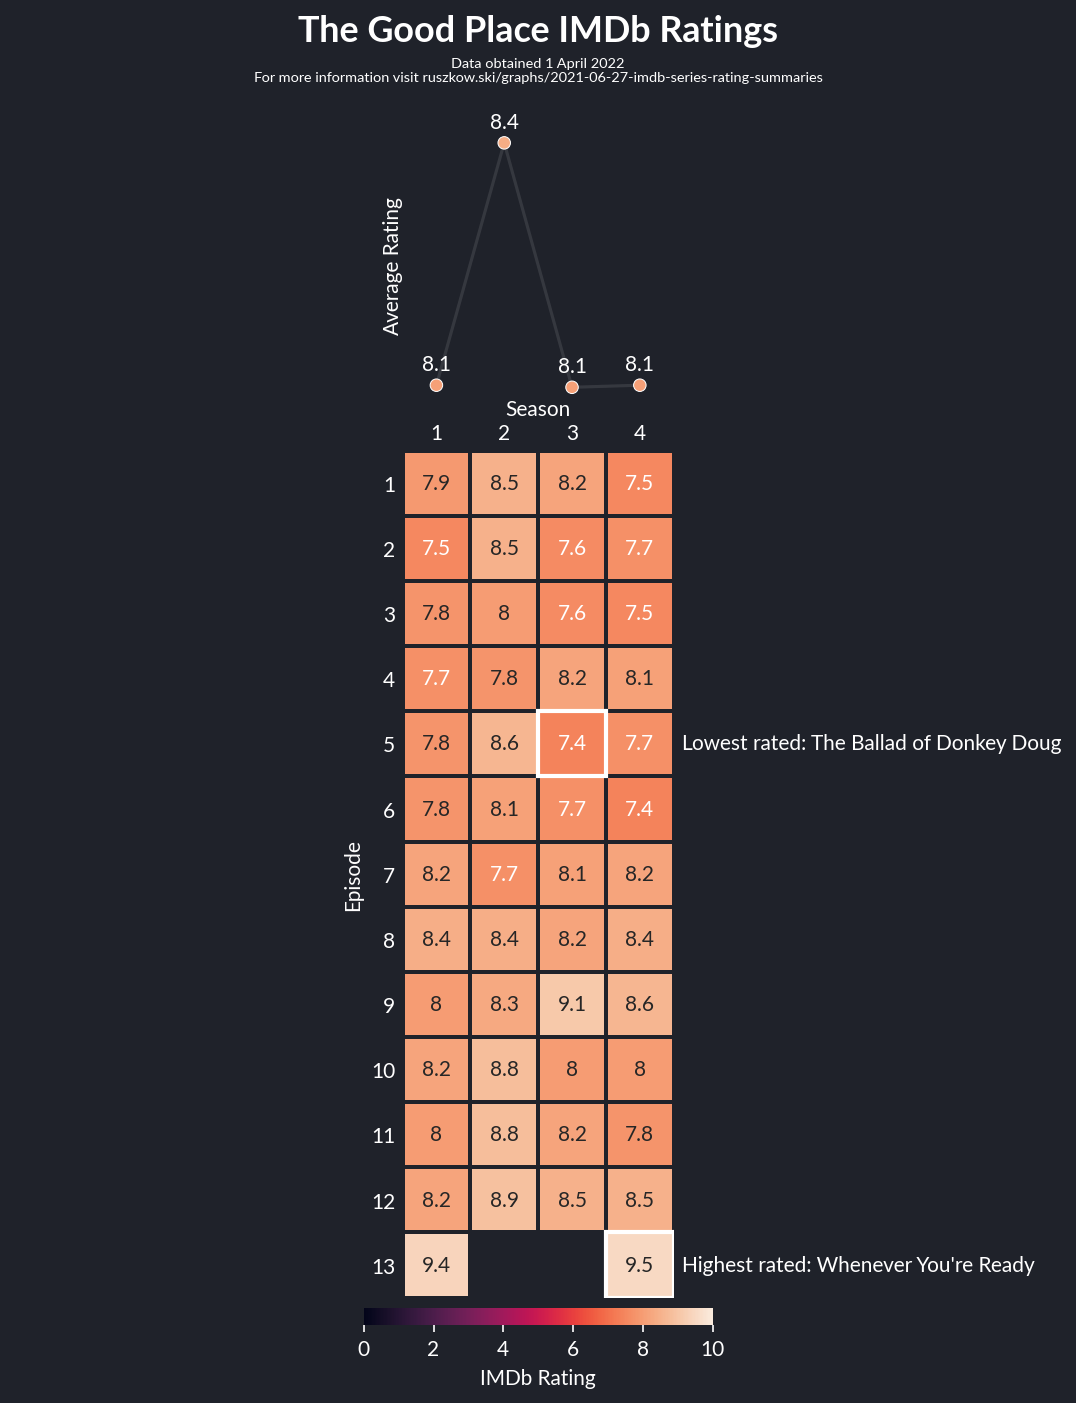 The Good Place IMDb Ratings
Data obtained 1 April 2022
For more information visit ruszkow.ski/graphs/2021-06-27-imdb-series-rating-summaries
8.4
Average Rating
8.1 8.1 8.1
Season
1 2 3 4
Episode
1 7.9 8.5 8.2 7.5
2 7.5 8.5 7.6 7.7
3 7.8 8 7.6 7.5
4 7.7 7.8 8.2 8.1
5 7.8 8.6 7.4 7.7 Lowest rated: The Ballad of Donkey Doug
6 7.8 8.1 7.7 7.4
7 8.2 7.7 8.1 8.2
8 8.4 8.4 8.2 8.4
9 8 8.3 9.1 8.6
10 8.2 8.8 8 8
11 8 8.8 8.2 7.8
12 8.2 8.9 8.5 8.5
13 9.4 9.5 Highest rated: Whenever You're Ready
0 2 4 6 8 10
IMDb Rating